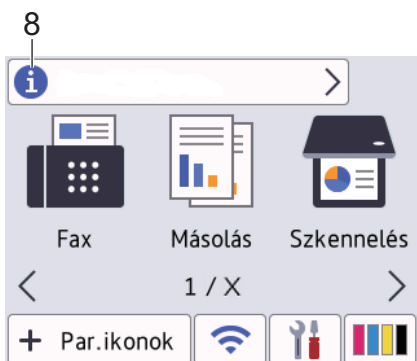 8
i
Fax Másolás Szkennelés
1 / X
+ Par.ikonok